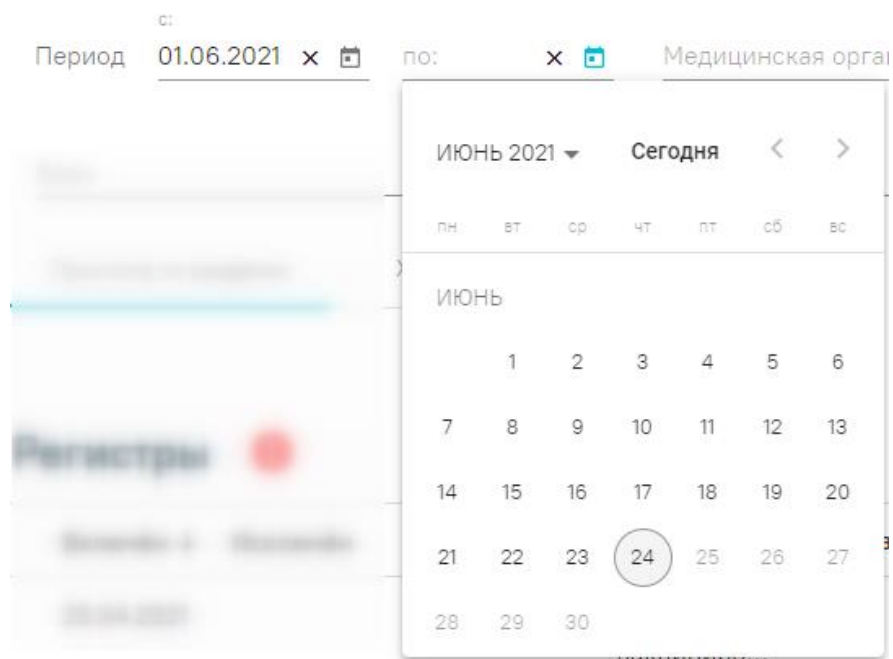 с:
Период 01.06.2021 по: Медицинская
ИЮНЬ 2021 Сегодня
пн вт ср чт пт сб вс
ИЮНЬ
1 2 3 4 5 6
7 8 9 10 11 12 13
14 15 16 17 18 19 20
Регистры
21 22 23 24 25 26 27
28 29 30